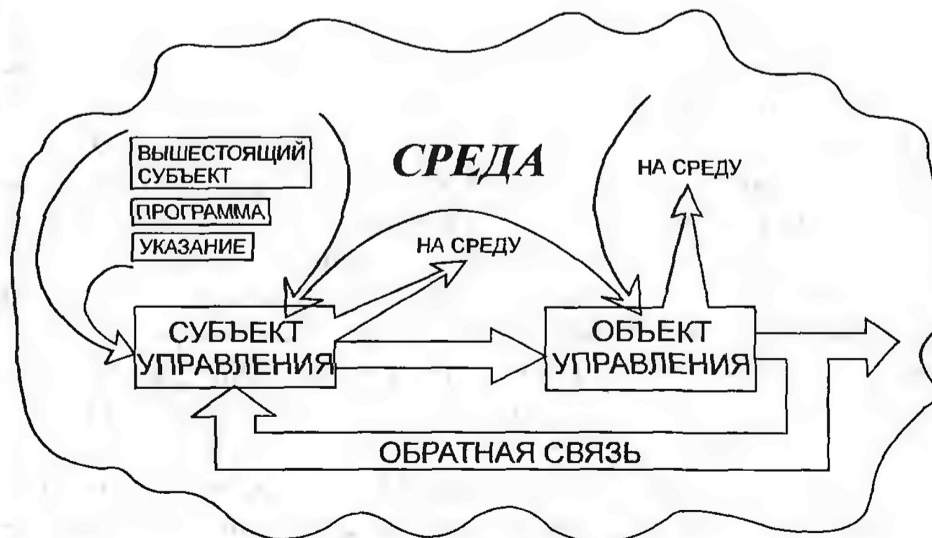 ВЫШЕСТОЯЩИЙ
СУБЪЕКТ
ПРОГРАММА
УКАЗАНИЕ
СРЕДА
НА СРЕДУ
НА СРЕДУ
СУБЪЕКТ
УПРАВЛЕНИЯ
ОБЪЕКТ
УПРАВЛЕНИЯ
ОБРАТНАЯ СВЯЗЬ